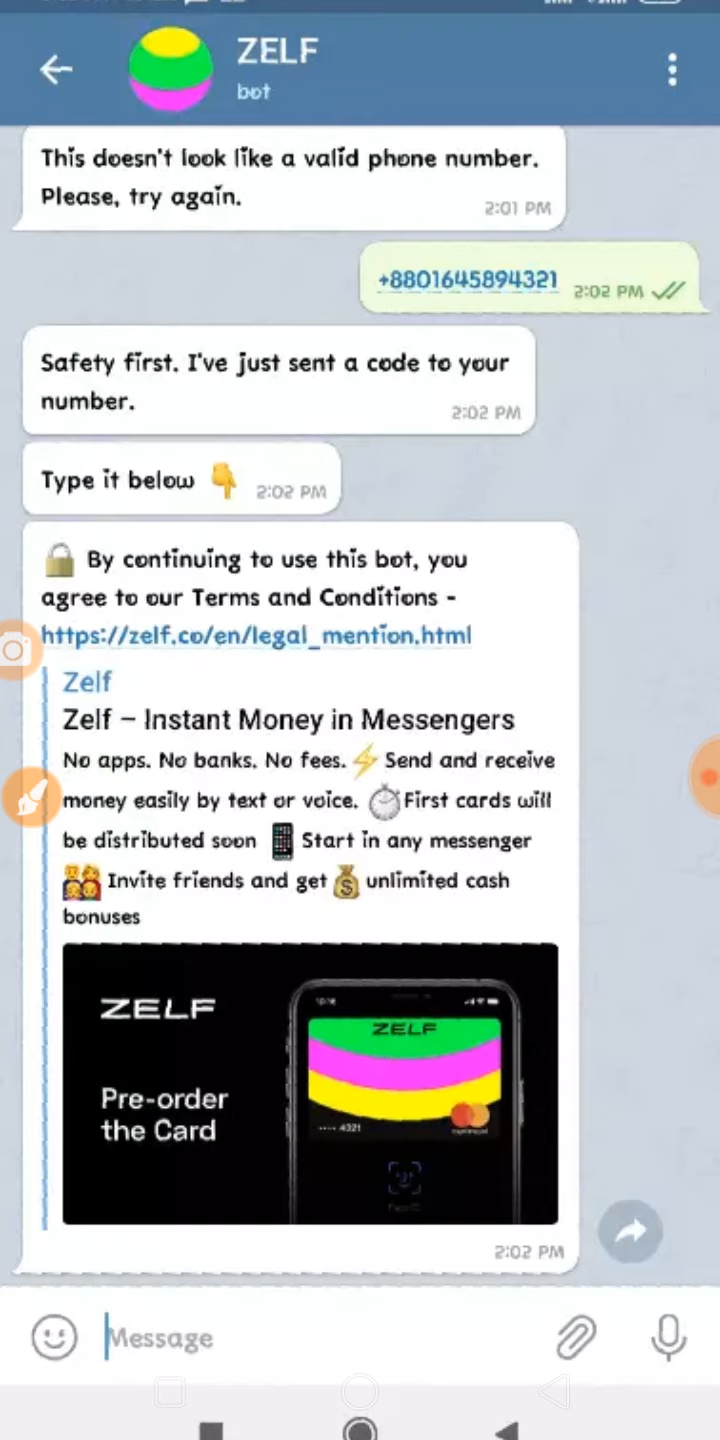 ZELF
bot
This doesn't look like a valid phone number.
Please, try again.
2:01 PM
+8801645894321 2:02 PM
Safety first. I've just sent a code to your
number.
2:02 PM
Type it below 👇 2:02 PM
🔒 By continuing to use this bot, you
agree to our Terms and Conditions -
https://zelf.co/en/legal_mention.html
Zelf
Zelf – Instant Money in Messengers
No apps. No banks. No fees. ⚡ Send and receive
money easily by text or voice. ⏱ First cards will
be distributed soon 📱 Start in any messenger
👨‍👩‍👧‍👦 Invite friends and get 💰 unlimited cash
bonuses
ZELF
ZELF
Pre-order
the Card
.... 4321
2:02 PM
Message